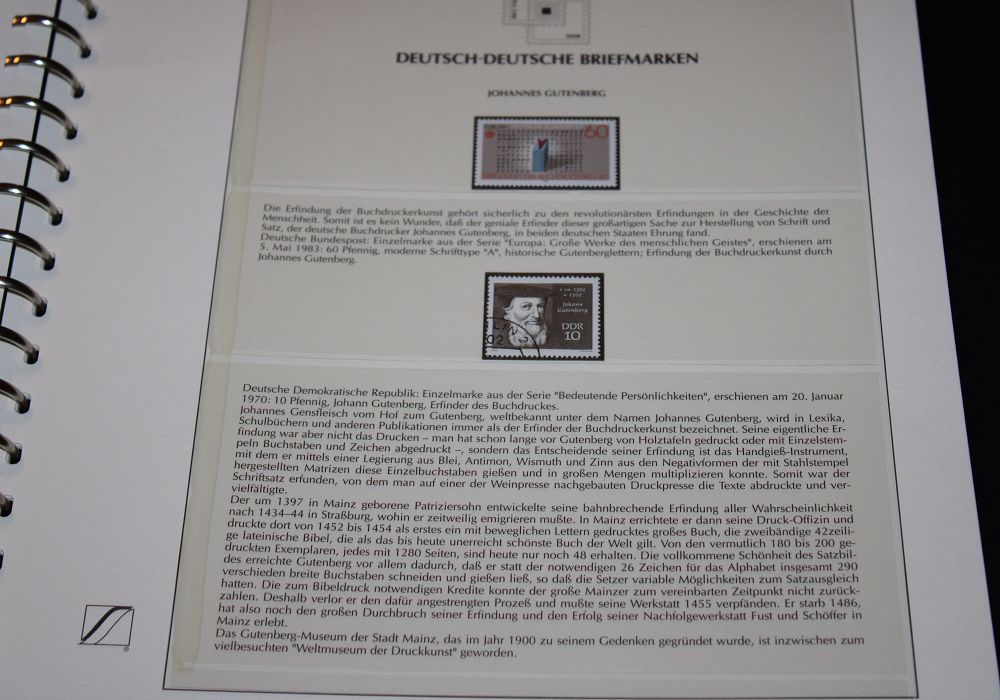 DEUTSCH-DEUTSCHE BRIEFMARKEN
JOHANNES GUTENBERG
60
Die Erfindung der Buchdruckerkunst gehört sicherlich zu den revolutionärsten Erfindungen in der Geschichte der
Menschheit. Somit ist es kein Wunder, daß der geniale Erfinder dieser großartigen Sache zur Herstellung von Schrift und
Satz, der deutsche Buchdrucker Johannes Gutenberg, in beiden deutschen Staaten Ehrung fand.
Deutsche Bundespost: Einzelmarke aus der Serie "Europa: Große Werke des menschlichen Geistes", erschienen am
5. Mai 1983: 60 Pfennig, moderne Schrifttype "A", historische Gutenberglettern; Erfindung der Buchdruckerkunst durch
Johannes Gutenberg.
Johann
Gutenberg
DDR
10
Deutsche Demokratische Republik: Einzelmarke aus der Serie "Bedeutende Persönlichkeiten", erschienen am 20. Januar
1970: 10 Pfennig, Johann Gutenberg, Erfinder des Buchdruckes.
Johannes Gensfleisch vom Hof zum Gutenberg, weltbekannt unter dem Namen Johannes Gutenberg, wird in Lexika,
Schulbüchern und anderen Publikationen immer als der Erfinder der Buchdruckerkunst bezeichnet. Seine eigentliche Er-
findung war aber nicht das Drucken – man hat schon lange vor Gutenberg von Holztafeln gedruckt oder mit Einzelstem-
peln Buchstaben und Zeichen abgedruckt –, sondern das Entscheidende seiner Erfindung ist das Handgieß-Instrument,
mit dem er mittels einer Legierung aus Blei, Antimon, Wismuth und Zinn aus den Negativformen der mit Stahlstempel
hergestellten Matrizen diese Einzelbuchstaben gießen und in großen Mengen multiplizieren konnte. Somit war der
Schriftsatz erfunden, von dem man auf einer der Weinpresse nachgebauten Druckpresse die Texte abdruckte und ver-
vielfältigte.
Der um 1397 in Mainz geborene Patriziersohn entwickelte seine bahnbrechende Erfindung aller Wahrscheinlichkeit
nach 1434–44 in Straßburg, wohin er zeitweilig emigrieren mußte. In Mainz errichtete er dann seine Druck-Offizin und
druckte dort von 1452 bis 1454 als erstes ein mit beweglichen Lettern gedrucktes großes Buch, die zweibändige 42zeili-
ge lateinische Bibel, die als das bis heute unerreicht schönste Buch der Welt gilt. Von den vermutlich 180 bis 200 ge-
druckten Exemplaren, jedes mit 1280 Seiten, sind heute nur noch 48 erhalten. Die vollkommene Schönheit des Satzbil-
des erreichte Gutenberg vor allem dadurch, daß er statt der notwendigen 26 Zeichen für das Alphabet insgesamt 290
verschieden breite Buchstaben schneiden und gießen ließ, so daß die Setzer variable Möglichkeiten zum Satzausgleich
hatten. Die zum Bibeldruck notwendigen Kredite konnte der große Mainzer zum vereinbarten Zeitpunkt nicht zurück-
zahlen. Deshalb verlor er den dafür angestrengten Prozeß und mußte seine Werkstatt 1455 verpfänden. Er starb 1486,
hat also noch den großen Durchbruch seiner Erfindung und den Erfolg seiner Nachfolgewerkstatt Fust und Schöffer in
Mainz erlebt.
Das Gutenberg-Museum der Stadt Mainz, das im Jahr 1900 zu seinem Gedenken gegründet wurde, ist inzwischen zum
vielbesuchten "Weltmuseum der Druckkunst" geworden.